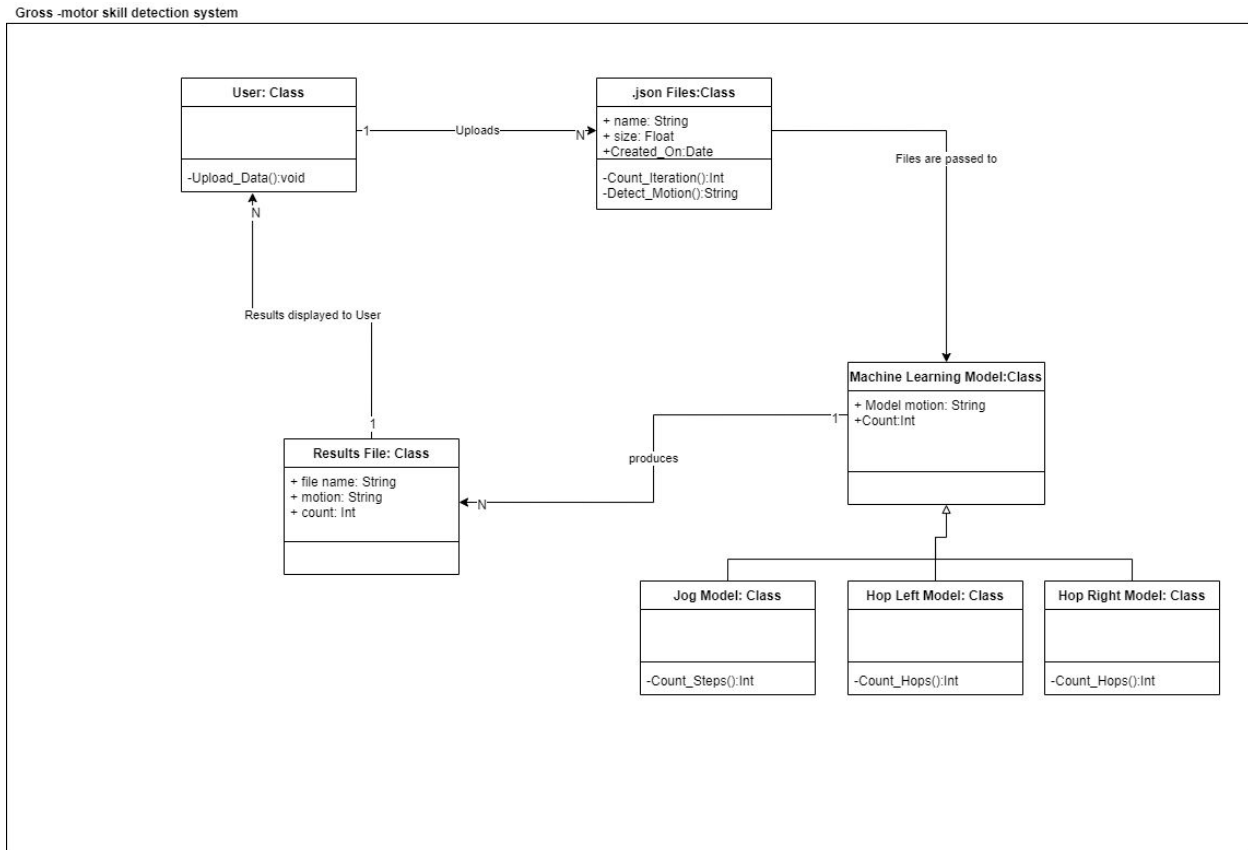 Gross -motor skill detection system
User: Class
-Upload_Data():void
1
Uploads
N
.json Files:Class
+ name: String
+ size: Float
+Created_On:Date
-Count_Iteration():Int
-Detect_Motion():String
Files are passed to
N
Results displayed to User
1
Machine Learning Model:Class
+ Model motion: String
+Count:Int
1
produces
N
Results File: Class
+ file name: String
+ motion: String
+ count: Int
Jog Model: Class
-Count_Steps():Int
Hop Left Model: Class
-Count_Hops():Int
Hop Right Model: Class
-Count_Hops():Int